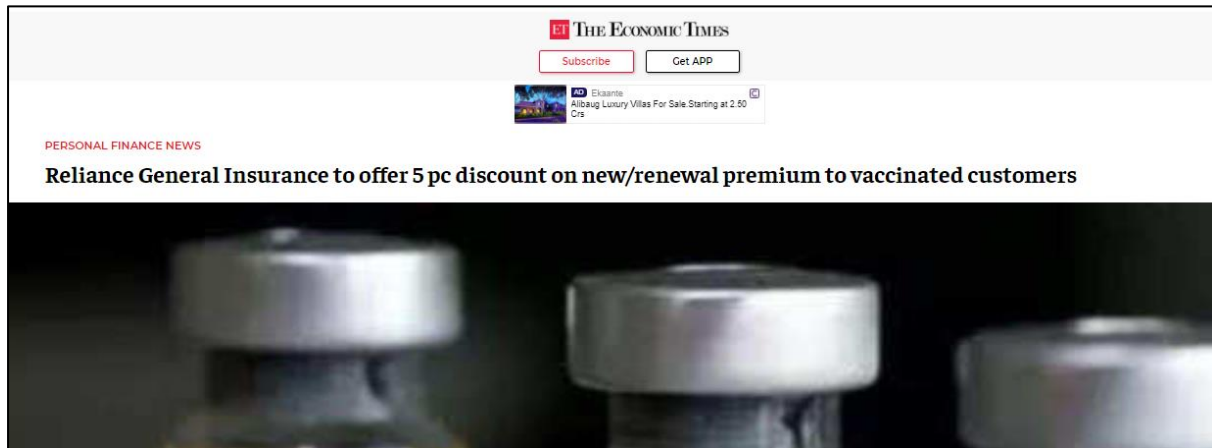 ET THE ECONOMIC TIMES
Subscribe
Get APP
AD Ekaante
Alibaug Luxury Villas For Sale.Starting at 2.50
Crs
PERSONAL FINANCE NEWS
Reliance General Insurance to offer 5 pc discount on new/renewal premium to vaccinated customers